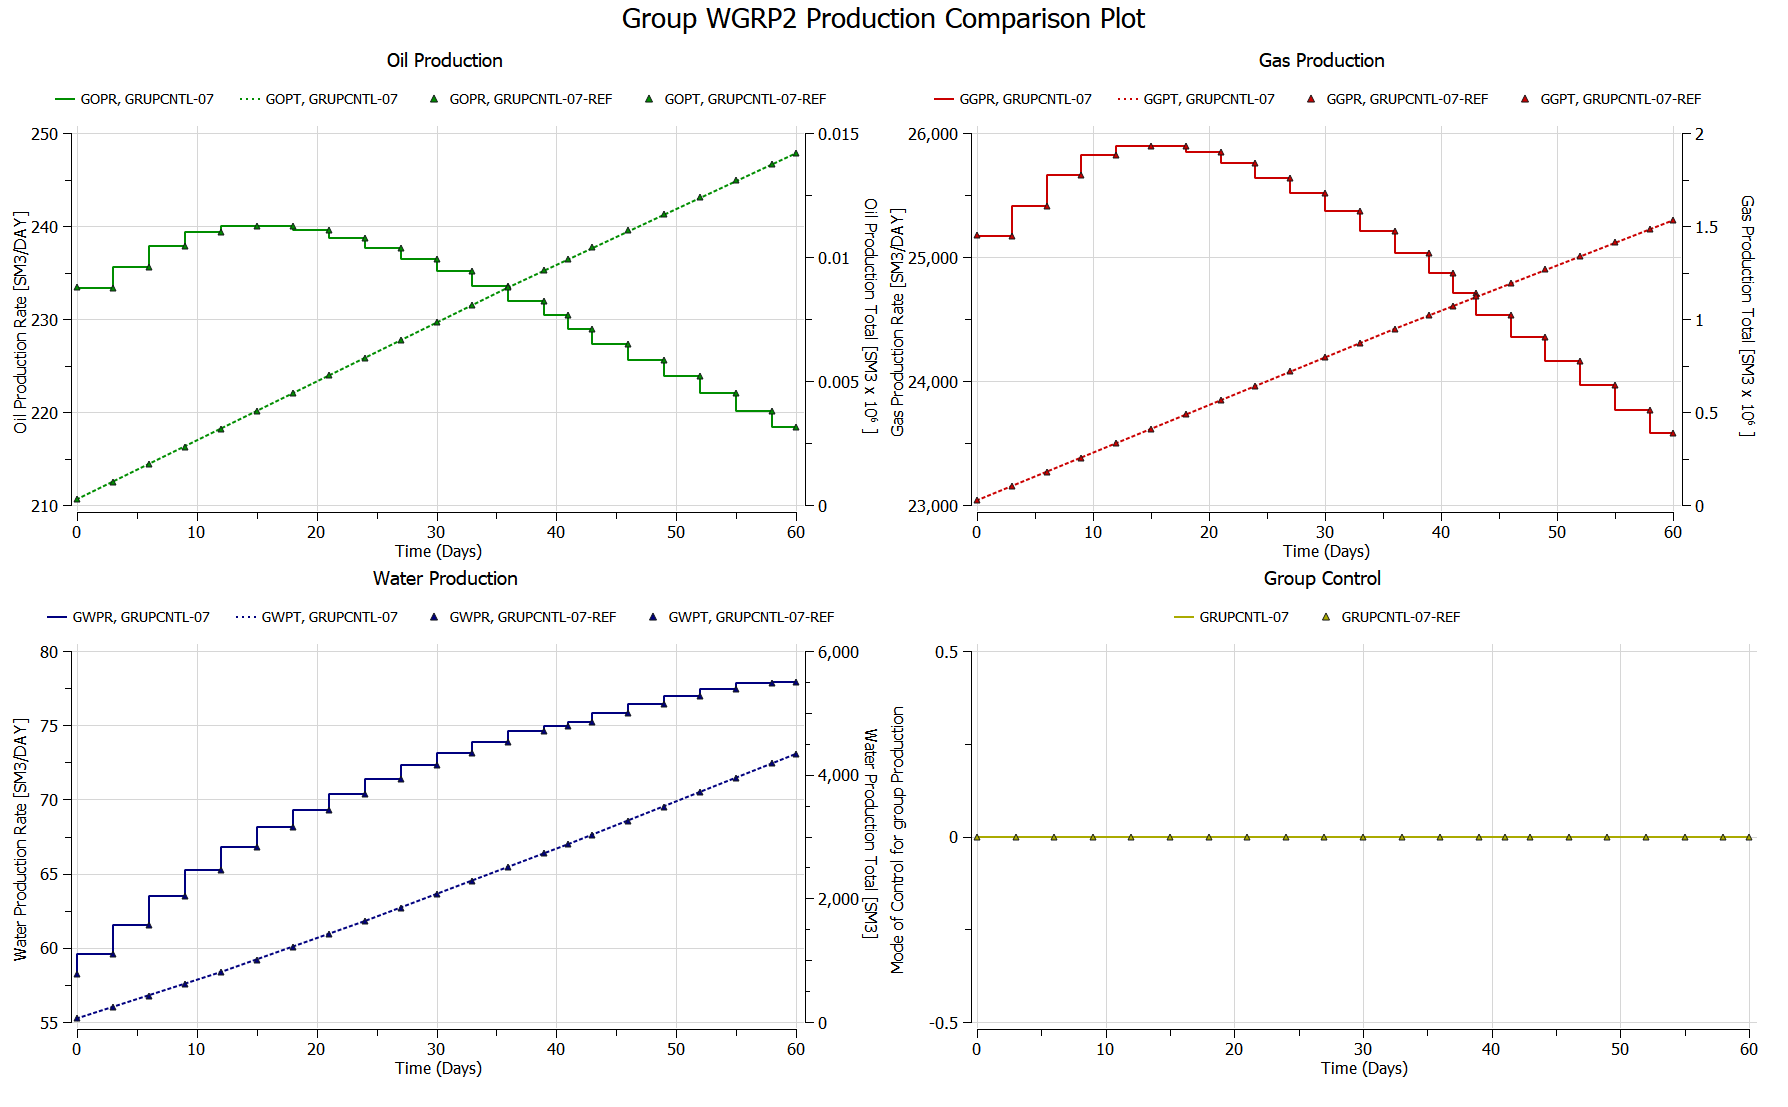 Group WGRP2 Production Comparison Plot
Oil Production
GOPR, GRUPCNTL-07 GOPT, GRUPCNTL-07 GOPR, GRUPCNTL-07-REF GOPT, GRUPCNTL-07-REF
250
240
230
220
210
Oil Production Rate [SM3/DAY]
0.015
0.01
0.005
0
Oil Production Total [SM3 x 10⁶ ]
0 10 20 30 40 50 60
Time (Days)
Gas Production
GGPR, GRUPCNTL-07 GGPT, GRUPCNTL-07 GGPR, GRUPCNTL-07-REF GGPT, GRUPCNTL-07-REF
26,000
25,000
24,000
23,000
Gas Production Rate [SM3/DAY]
2
1.5
1
0.5
0
Gas Production Total [SM3 x 10⁶ ]
0 10 20 30 40 50 60
Time (Days)
Water Production
GWPR, GRUPCNTL-07 GWPT, GRUPCNTL-07 GWPR, GRUPCNTL-07-REF GWPT, GRUPCNTL-07-REF
80
75
70
65
60
55
Water Production Rate [SM3/DAY]
6,000
4,000
2,000
0
Water Production Total [SM3]
0 10 20 30 40 50 60
Time (Days)
Group Control
GRUPCNTL-07 GRUPCNTL-07-REF
0.5
0
-0.5
Mode of Control for group Production
0 10 20 30 40 50 60
Time (Days)